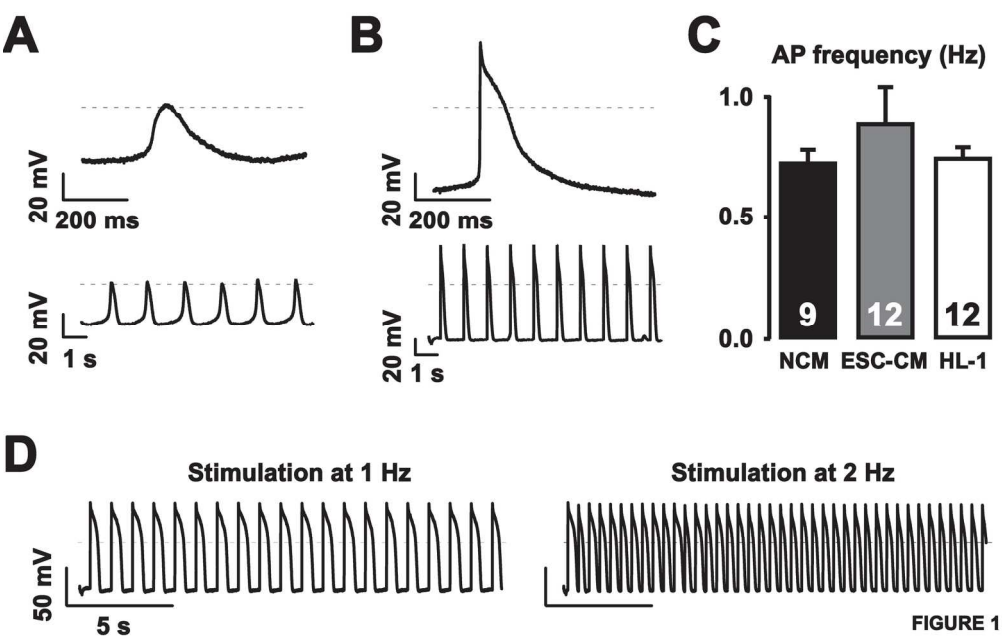 A
20 mV
200 ms
20 mV
1 s
B
20 mV
200 ms
20 mV
1 s
C
AP frequency (Hz)
1.0
0.5
0.0
9
12
12
NCM ESC-CM HL-1
D
Stimulation at 1 Hz
Stimulation at 2 Hz
50 mV
5 s
FIGURE 1